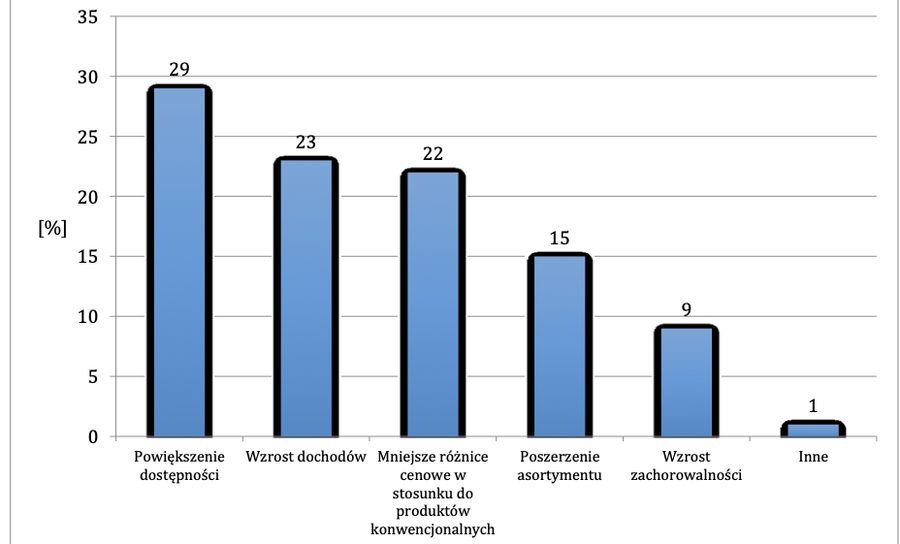 35
30
25
20
15
10
5
0
[%]
29
23
22
15
9
1
Powiększenie
dostępności
Wzrost dochodów
Mniejsze różnice
cenowe w
stosunku do
produktów
konwencjonalnych
Poszerzenie
asortymentu
Wzrost
zachorowalności
Inne